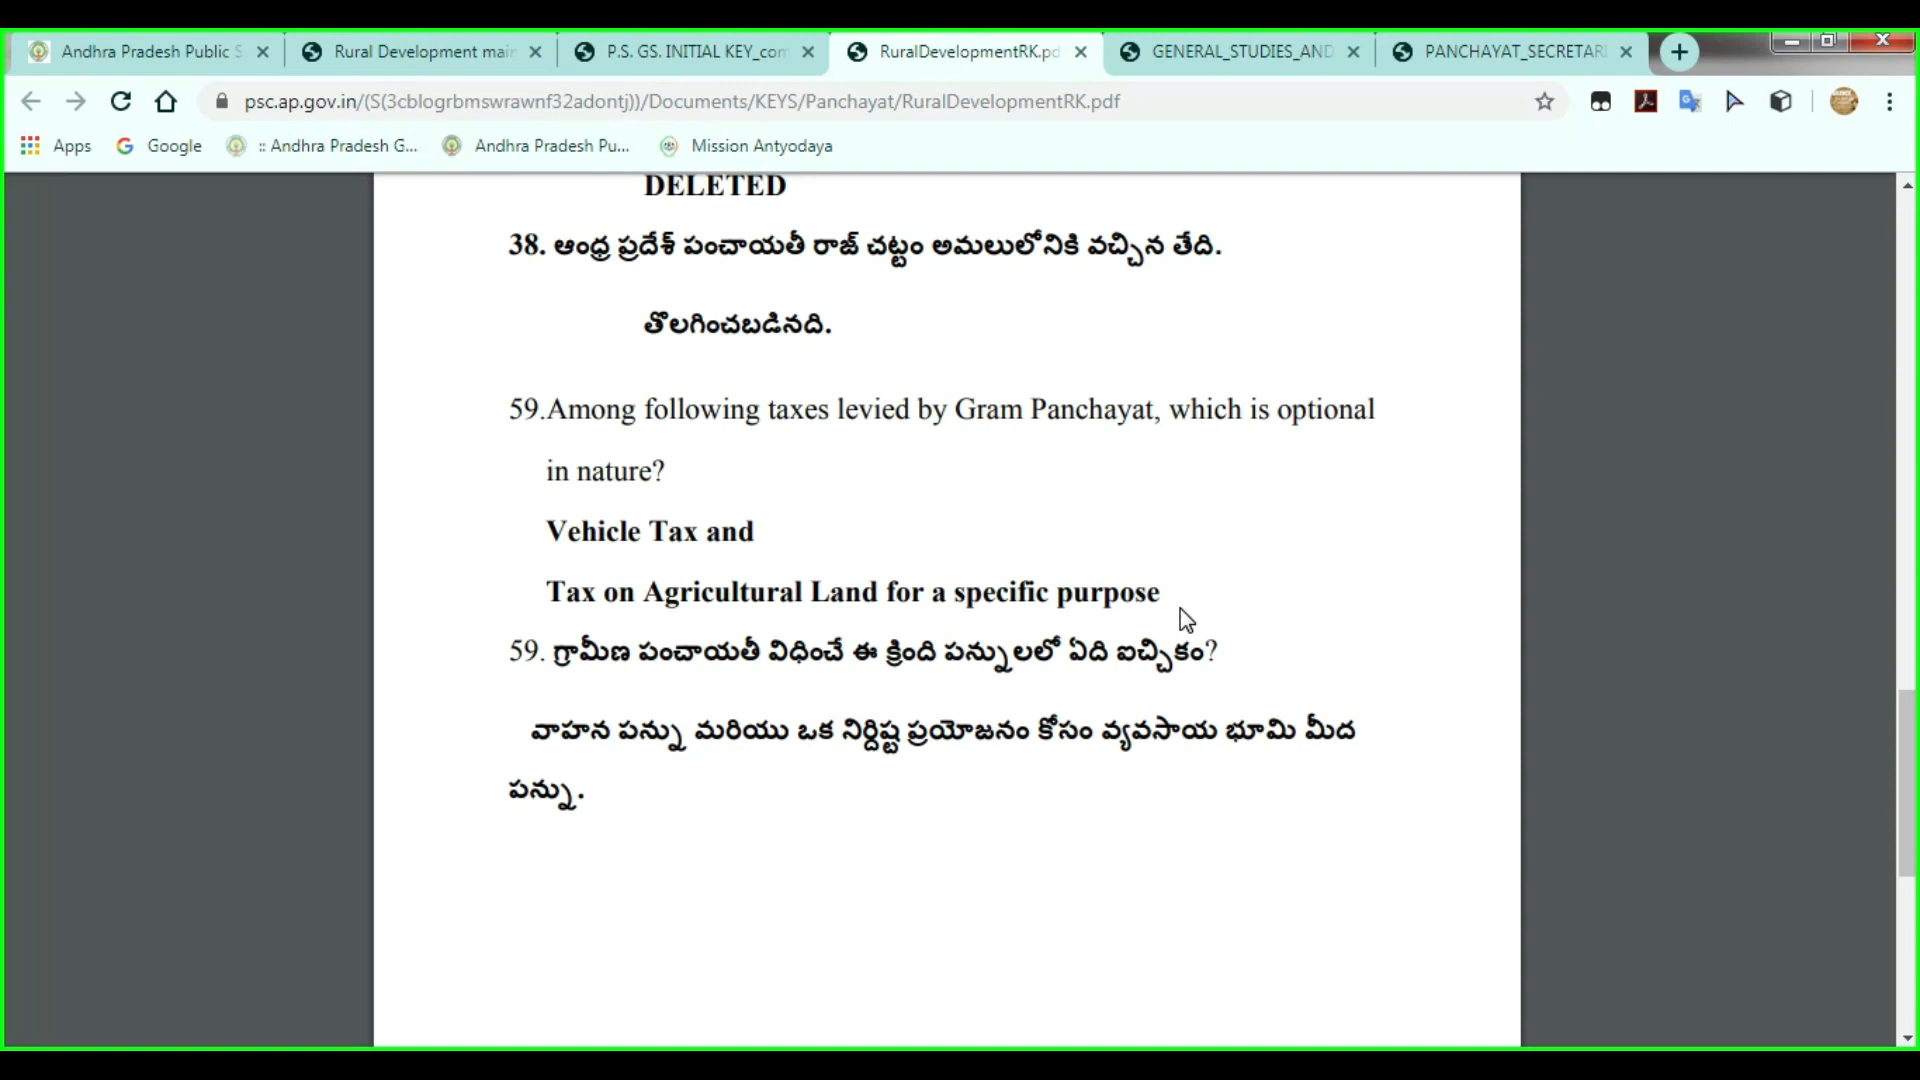 Andhra Pradesh Public S
Rural Development main
P.S. GS. INITIAL KEY_com
RuralDevelopmentRK.pd
GENERAL_STUDIES_AND
PANCHAYAT_SECRETARI
psc.ap.gov.in/(S(3cblogrbmswrawnf32adontj))/Documents/KEYS/Panchayat/RuralDevelopmentRK.pdf
Apps
Google
:: Andhra Pradesh G...
Andhra Pradesh Pu...
Mission Antyodaya
DELETED
38. ఆంధ్ర ప్రదేశ్ పంచాయతీ రాజ్ చట్టం అమలులోనికి వచ్చిన తేది.
తొలగించబడినది.
59.Among following taxes levied by Gram Panchayat, which is optional
in nature?
Vehicle Tax and
Tax on Agricultural Land for a specific purpose
59. గ్రామీణ పంచాయతీ విధించే ఈ క్రింది పన్నులలో ఏది ఐచ్చికం?
వాహన పన్ను మరియు ఒక నిర్దిష్ట ప్రయోజనం కోసం వ్యవసాయ భూమి మీద
పన్ను.